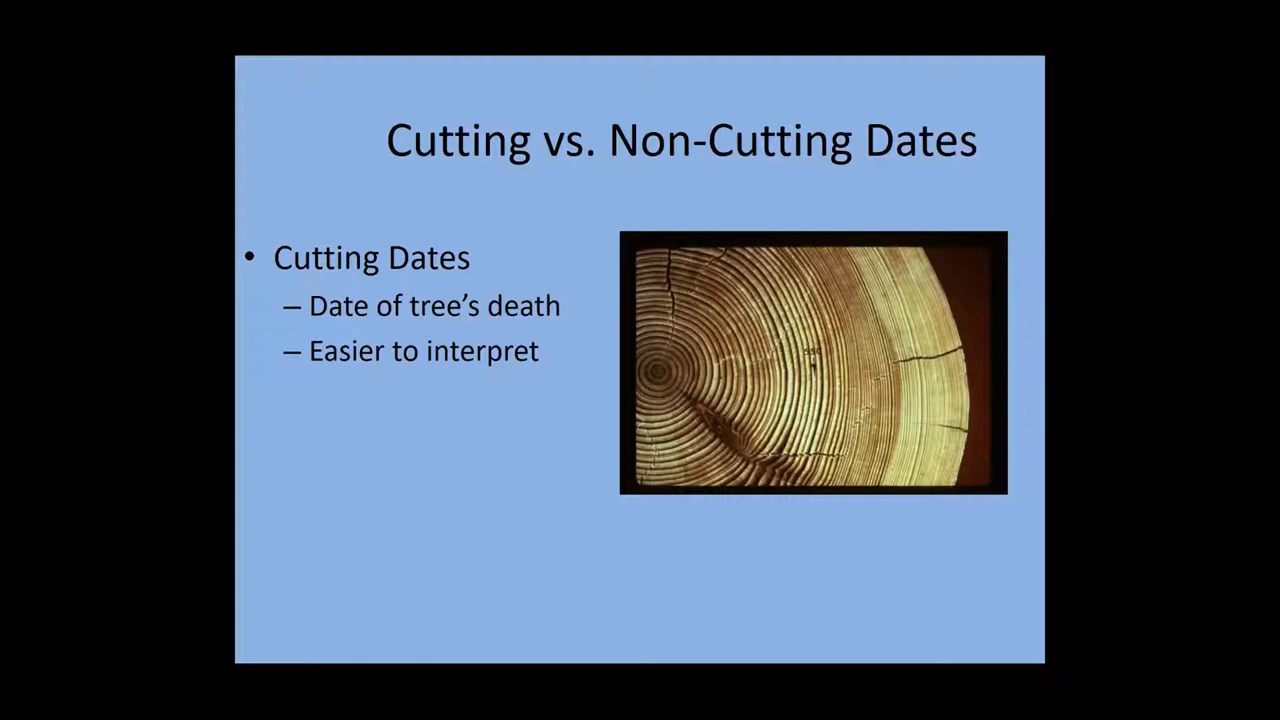 Cutting vs. Non-Cutting Dates
• Cutting Dates
– Date of tree’s death
– Easier to interpret